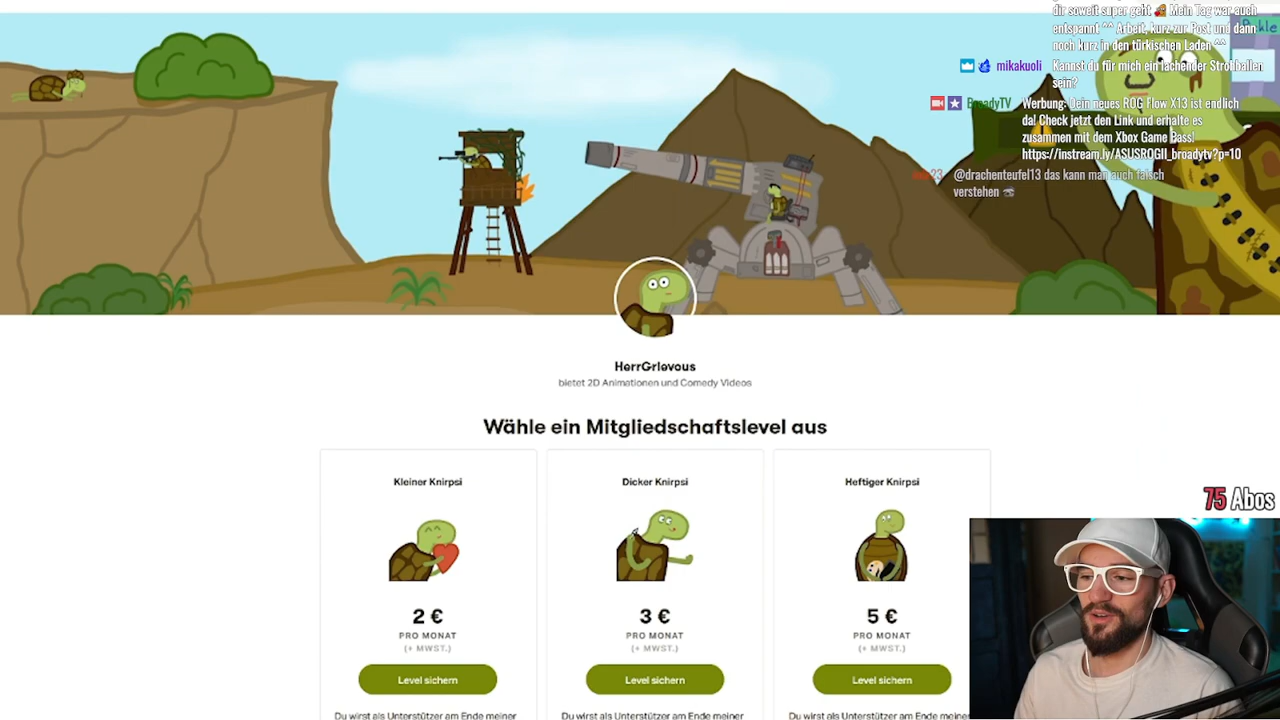 dir soweit super geht Mein Tag war auch
entspannt ^^ Arbeit, kurz zur Post und dann
noch kurz in den türkischen Laden ^^
mikakuoli Kannst du für mich ein lachender Strohballen
sein?
BroadyTV Werbung: Dein neues ROG Flow X13 ist endlich
da! Check jetzt den Link und erhalte es
zusammen mit dem Xbox Game Pass!
https://instream.ly/ASUSROGII_broadytv?p=10
@drachenteufel13 das kann man auch falsch
verstehen
HerrGrievous
bietet 2D Animationen und Comedy Videos
Wähle ein Mitgliedschaftslevel aus
Kleiner Knirpsi
Dicker Knirpsi
Heftiger Knirpsi
2 €
PRO MONAT
(+ MWST.)
Level sichern
3 €
PRO MONAT
(+ MWST.)
Level sichern
5 €
PRO MONAT
(+ MWST.)
Level sichern
Du wirst als Unterstützer am Ende meiner
Du wirst als Unterstützer am Ende meiner
Du wirst als Unterstützer am Ende meiner
75 Abos